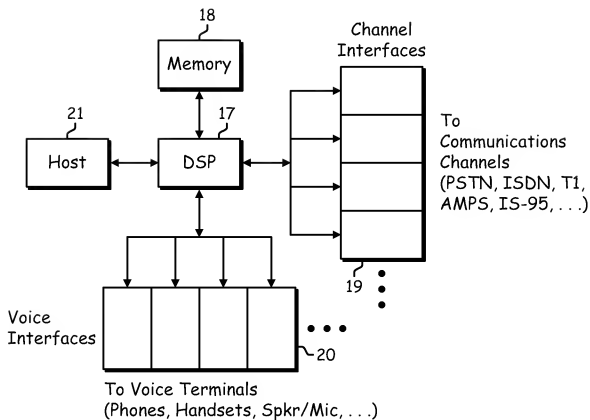 18
Memory
Channel
Interfaces
21
Host
17
DSP
To
Communications
Channels
(PSTN, ISDN, T1,
AMPS, IS-95, . . .)
19
Voice
Interfaces
20
To Voice Terminals
(Phones, Handsets, Spkr/Mic, . . .)